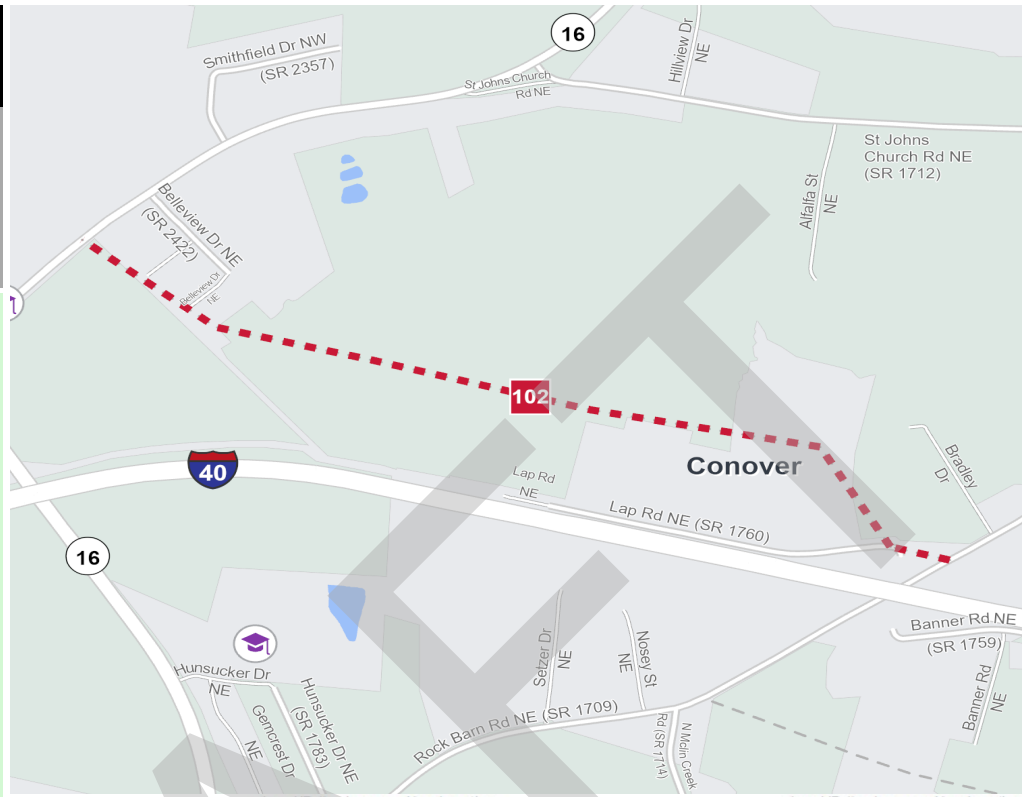 16
Smithfield Dr NW
(SR 2357)
Hillview Dr
NE
St Johns Church
Rd NE
St Johns
Church Rd NE
(SR 1712)
Alfalfa St
NE
Belleview Dr NE
(SR 2422)
Belleview Dr
NE
102
Conover
Bradley
Dr
40
Lap Rd
NE
Lap Rd NE (SR 1760)
16
Banner Rd NE
(SR 1759)
Banner Rd
NE
Setzer Dr
NE
Nosey St
NE
Hunsucker Dr
NE
Hunsucker Dr NE
(SR 1783)
Gemcrest Dr
NE
Rock Barn Rd NE (SR 1709)
N Mclin Creek
Rd (SR 1714)